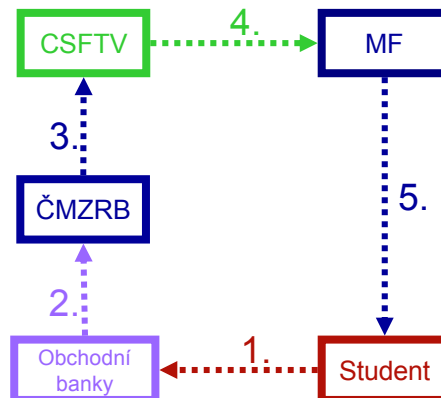 CSFTV
4.
MF
3.
5.
ČMZRB
2.
1.
Obchodní
banky
Student